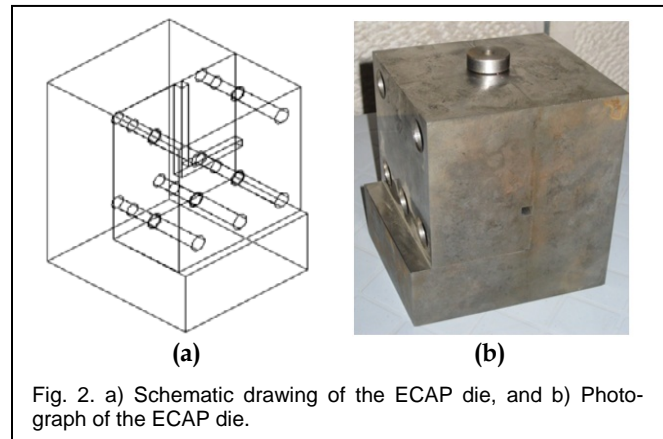 (a) (b)
Fig. 2. a) Schematic drawing of the ECAP die, and b) Photo-
graph of the ECAP die.